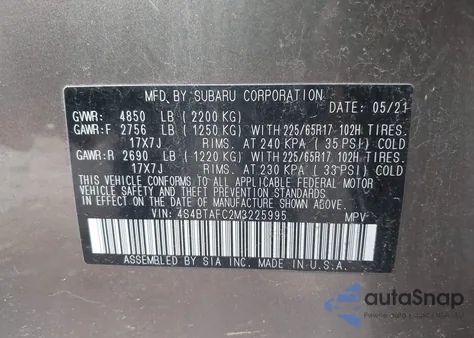 MFD. BY SUBARU CORPORATION
DATE: 05/21
GVWR: 4850 LB (2200 KG)
GAWR:F 2756 LB (1250 KG) WITH 225/65R17 102H TIRES,
17X7J RIMS, AT 240 KPA ( 35 PSI) COLD
GAWR:R 2690 LB (1220 KG) WITH 225/65R17 102H TIRES,
17X7J RIMS, AT 230 KPA ( 33 PSI) COLD
THIS VEHICLE CONFORMS TO ALL APPLICABLE FEDERAL MOTOR
VEHICLE SAFETY, BUMPER, AND THEFT PREVENTION STANDARDS
IN EFFECT ON THE DATE OF MANUFACTURE SHOWN ABOVE.
VIN: 4S4BTAFC2M3225995 MPV
ASSEMBLED BY SIA INC. MADE IN U.S.A.
autoSnap